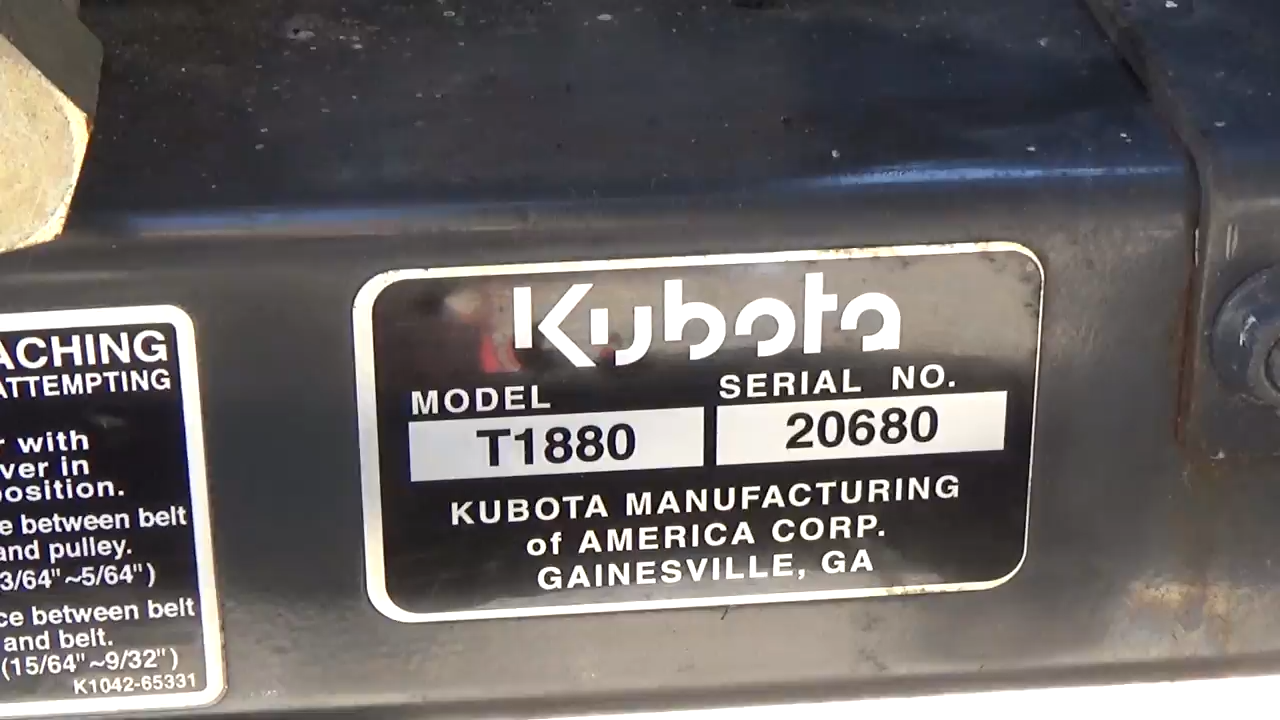 ACHING
ATTEMPTING
with
ver in
position.
e between belt
and pulley.
3/64"~5/64")
ce between belt
and belt.
(15/64"~9/32")
K1042-65331
Kubota
MODEL
SERIAL NO.
T1880
20680
KUBOTA MANUFACTURING
of AMERICA CORP.
GAINESVILLE, GA